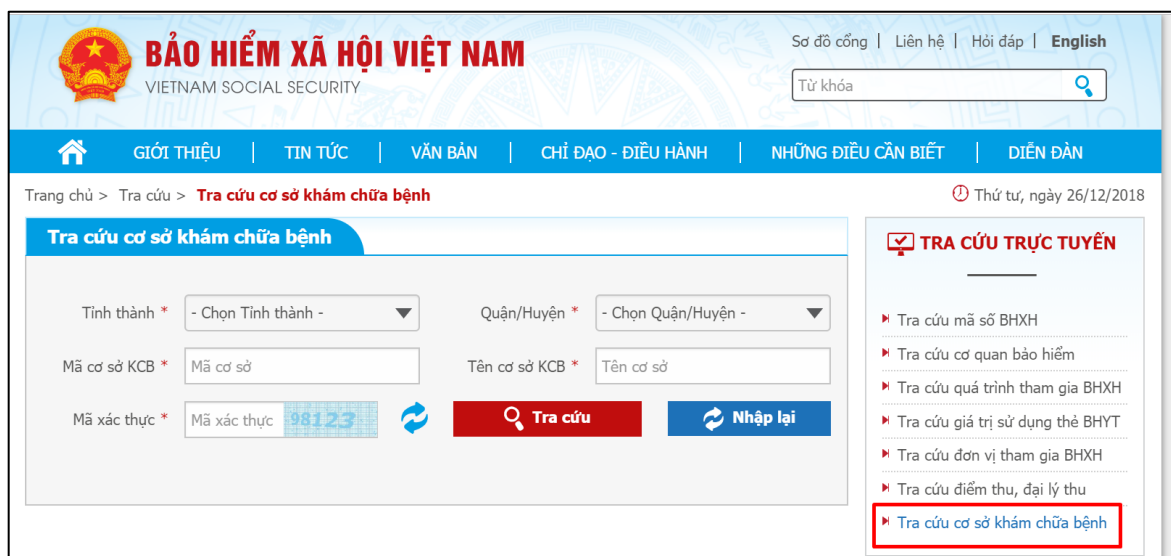 BẢO HIỂM XÃ HỘI VIỆT NAM
VIETNAM SOCIAL SECURITY
Sơ đồ cổng | Liên hệ | Hỏi đáp | English
Từ khóa
GIỚI THIỆU | TIN TỨC | VĂN BẢN | CHỈ ĐẠO - ĐIỀU HÀNH | NHỮNG ĐIỀU CẦN BIẾT | DIỄN ĐÀN
Trang chủ > Tra cứu > Tra cứu cơ sở khám chữa bệnh
Thứ tư, ngày 26/12/2018
Tra cứu cơ sở khám chữa bệnh
Tỉnh thành * - Chọn Tỉnh thành - Quận/Huyện * - Chọn Quận/Huyện -
Mã cơ sở KCB * Mã cơ sở Tên cơ sở KCB * Tên cơ sở
Mã xác thực * Mã xác thực 98123 Tra cứu Nhập lại
TRA CỨU TRỰC TUYẾN
Tra cứu mã số BHXH
Tra cứu cơ quan bảo hiểm
Tra cứu quá trình tham gia BHXH
Tra cứu giá trị sử dụng thẻ BHYT
Tra cứu đơn vị tham gia BHXH
Tra cứu điểm thu, đại lý thu
Tra cứu cơ sở khám chữa bệnh